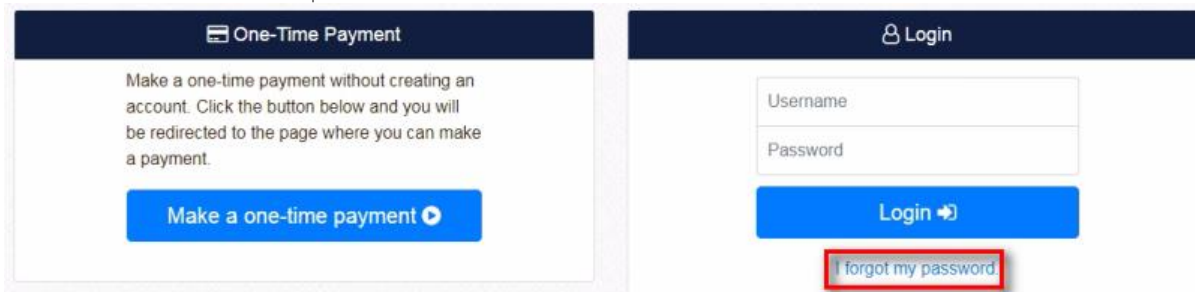 One-Time Payment
Make a one-time payment without creating an
account. Click the button below and you will
be redirected to the page where you can make
a payment.
Make a one-time payment
Login
Username
Password
Login
I forgot my password.